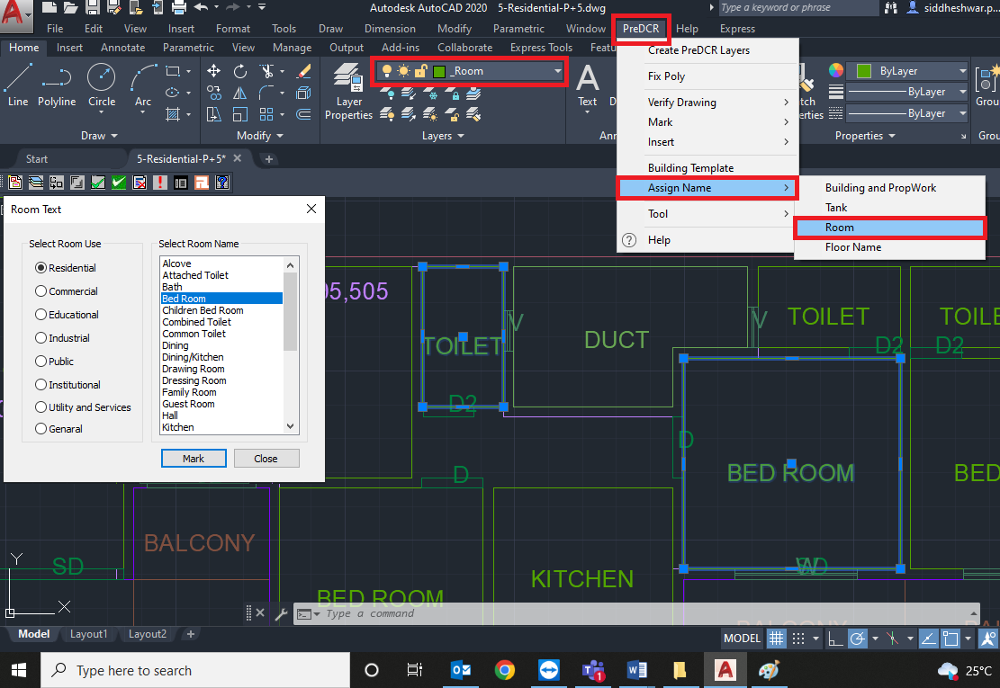 Autodesk AutoCAD 2020 5-Residential-P+5.dwg
Type a keyword or phrase
siddheshwar.p...
File Edit View Insert Format Tools Draw Dimension Modify Parametric Window PreDCR Help Express
Home Insert Annotate Parametric View Manage Output Add-ins Collaborate Express Tools Featu
Line Polyline Circle Arc
Draw
Modify
Layer
Properties
_Room
Layers
Text
D
Ann
tch
erties
ByLayer
ByLayer
ByLayer
Properties
Grou
Grou
Create PreDCR Layers
Fix Poly
Verify Drawing
Mark
Insert
Building Template
Assign Name
Tool
Help
Building and PropWork
Tank
Room
Floor Name
Start
5-Residential-P+5*
Room Text
Select Room Use
Residential
Commercial
Educational
Industrial
Public
Institutional
Utility and Services
Genaral
Select Room Name
Alcove
Attached Toilet
Bath
Bed Room
Children Bed Room
Combined Toilet
Common Toilet
Dining
Dining/Kitchen
Drawing Room
Dressing Room
Family Room
Guest Room
Hall
Kitchen
Mark
Close
05,505
V
V
TOILET
TOILE
TOILET
DUCT
D2
D2
D2
D
D
BED ROOM
BED
BALCONY
SD
KITCHEN
W
BED ROOM
BALCONY
BA
Y
X
Type a command
Model Layout1 Layout2 +
MODEL
Type here to search
1
25°C